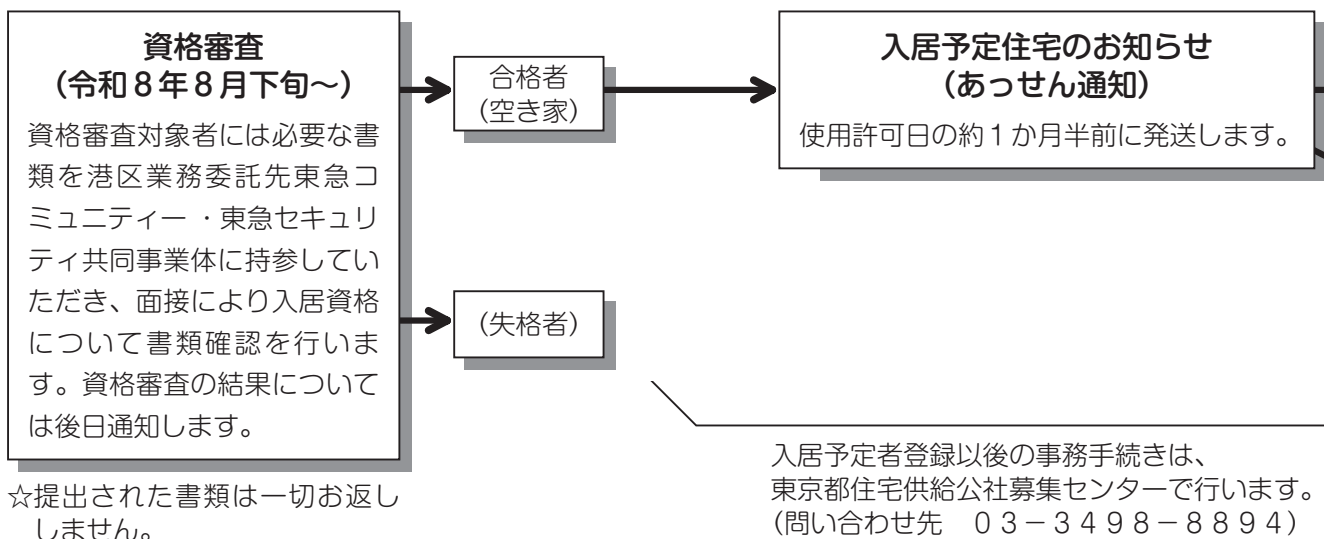 資格審査
(令和8年8月下旬～)
資格審査対象者には必要な書
類を港区業務委託先東急コ
ミュニティー・東急セキュリ
ティ共同事業体に持参してい
ただき、面接により入居資格
について書類確認を行いま
す。資格審査の結果について
は後日通知します。
☆提出された書類は一切お返し
しません。
合格者
(空き家)
(失格者)
入居予定住宅のお知らせ
(あっせん通知)
使用許可日の約1か月半前に発送します。
入居予定者登録以後の事務手続きは、
東京都住宅供給公社募集センターで行います。
(問い合わせ先　03－3498－8894)